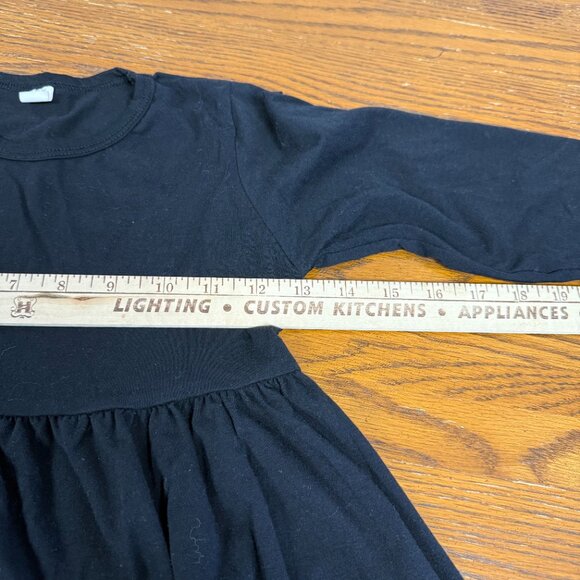 7 8 9 10 11 12 13 14 15 16 17 18 19
H LIGHTING • CUSTOM KITCHENS • APPLIANCES •